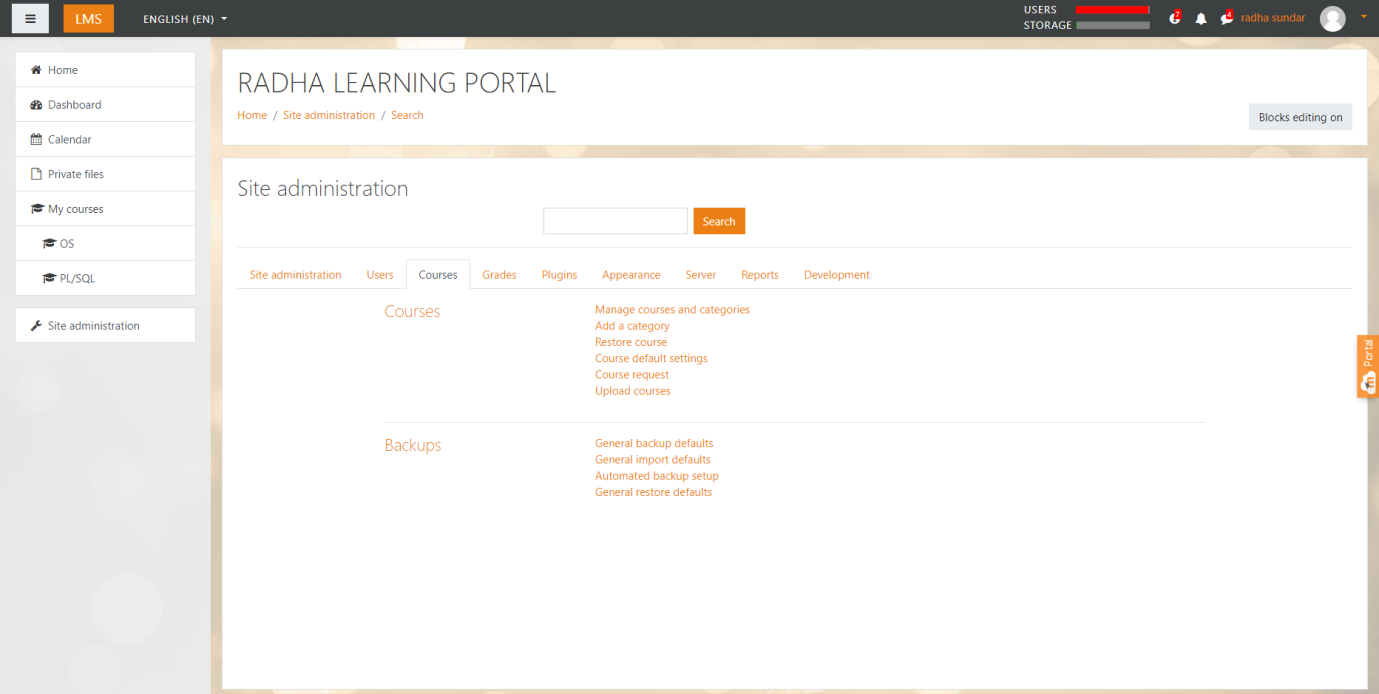 LMS
ENGLISH (EN)
USERS
STORAGE
7
4
radha sundar
Home
Dashboard
Calendar
Private files
My courses
OS
PL/SQL
Site administration
RADHA LEARNING PORTAL
Home / Site administration / Search
Blocks editing on
Site administration
Search
Site administration Users Courses Grades Plugins Appearance Server Reports Development
Courses
Manage courses and categories
Add a category
Restore course
Course default settings
Course request
Upload courses
Backups
General backup defaults
General import defaults
Automated backup setup
General restore defaults
Portal